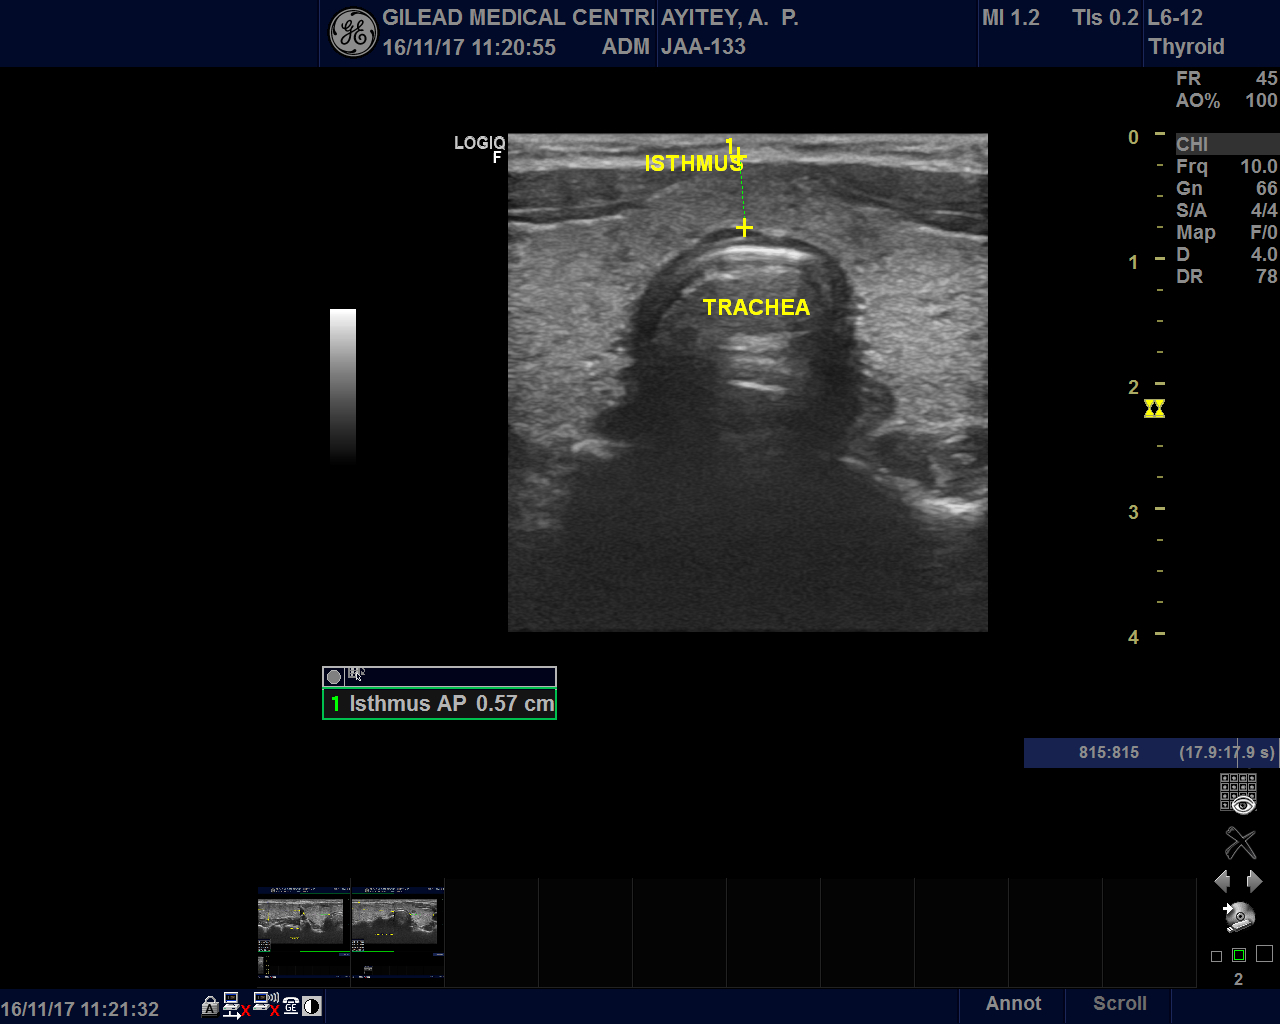 GILEAD MEDICAL CENTR
AYITEY, A. P.
MI 1.2
TIs 0.2
L6-12
16/11/17 11:20:55
ADM
JAA-133
Thyroid
FR 45
AO% 100
CHI
Frq 10.0
Gn 66
S/A 4/4
Map F/0
D 4.0
DR 78
LOGIQ
F
0
1
2
3
4
1
ISTHMUS
TRACHEA
1 Isthmus AP 0.57 cm
815:815 (17.9:17.9 s)
2
16/11/17 11:21:32
A
GE
Annot
Scroll